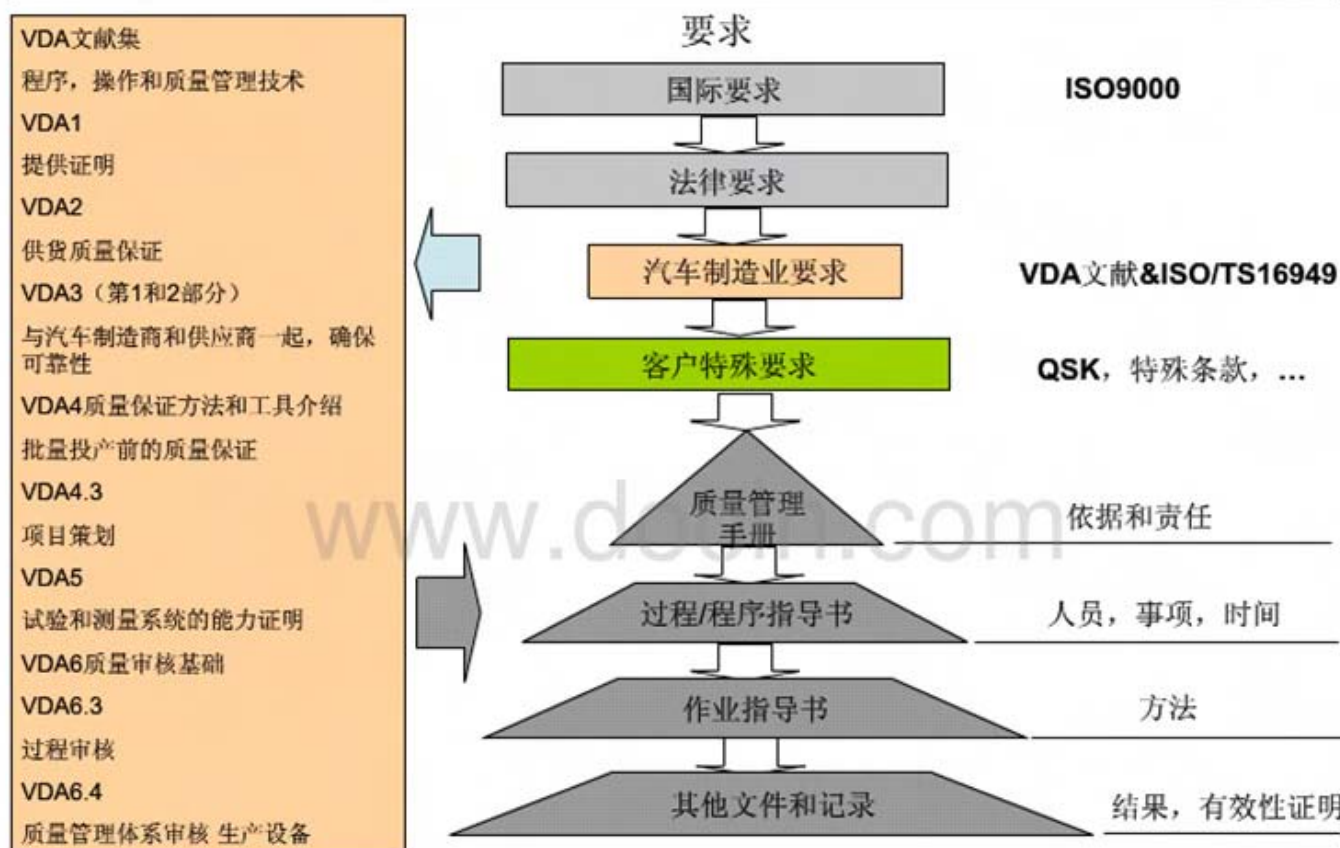 VDA文献集
程序，操作和质量管理技术
VDA1
提供证明
VDA2
供货质量保证
VDA3（第1和2部分）
与汽车制造商和供应商一起，确保
可靠性
VDA4质量保证方法和工具介绍
批量投产前的质量保证
VDA4.3
项目策划
VDA5
试验和测量系统的能力证明
VDA6质量审核基础
VDA6.3
过程审核
VDA6.4
质量管理体系审核 生产设备
要求
国际要求
ISO9000
法律要求
汽车制造业要求
VDA文献&ISO/TS16949
客户特殊要求
QSK，特殊条款，...
质量管理
手册
依据和责任
过程/程序指导书
人员，事项，时间
作业指导书
方法
其他文件和记录
结果，有效性证明